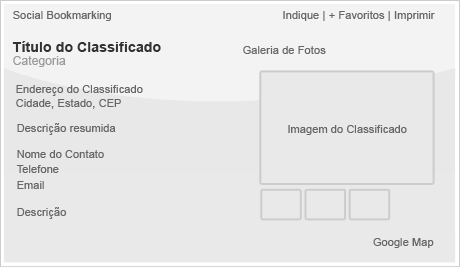 Social Bookmarking
Indique | + Favoritos | Imprimir
Título do Classificado
Categoria
Galeria de Fotos
Endereço do Classificado
Cidade, Estado, CEP
Descrição resumida
Imagem do Classificado
Nome do Contato
Telefone
Email
Descrição
Google Map